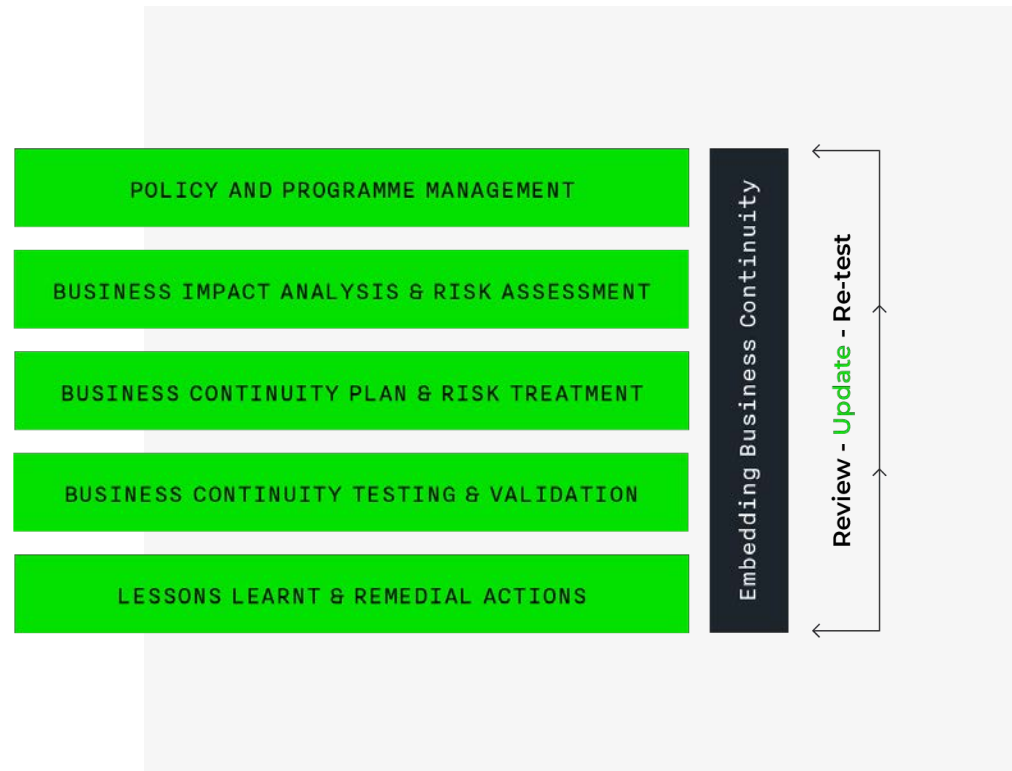 POLICY AND PROGRAMME MANAGEMENT
BUSINESS IMPACT ANALYSIS & RISK ASSESSMENT
BUSINESS CONTINUITY PLAN & RISK TREATMENT
BUSINESS CONTINUITY TESTING & VALIDATION
LESSONS LEARNT & REMEDIAL ACTIONS
Embedding Business Continuity
Review - Update - Re-test